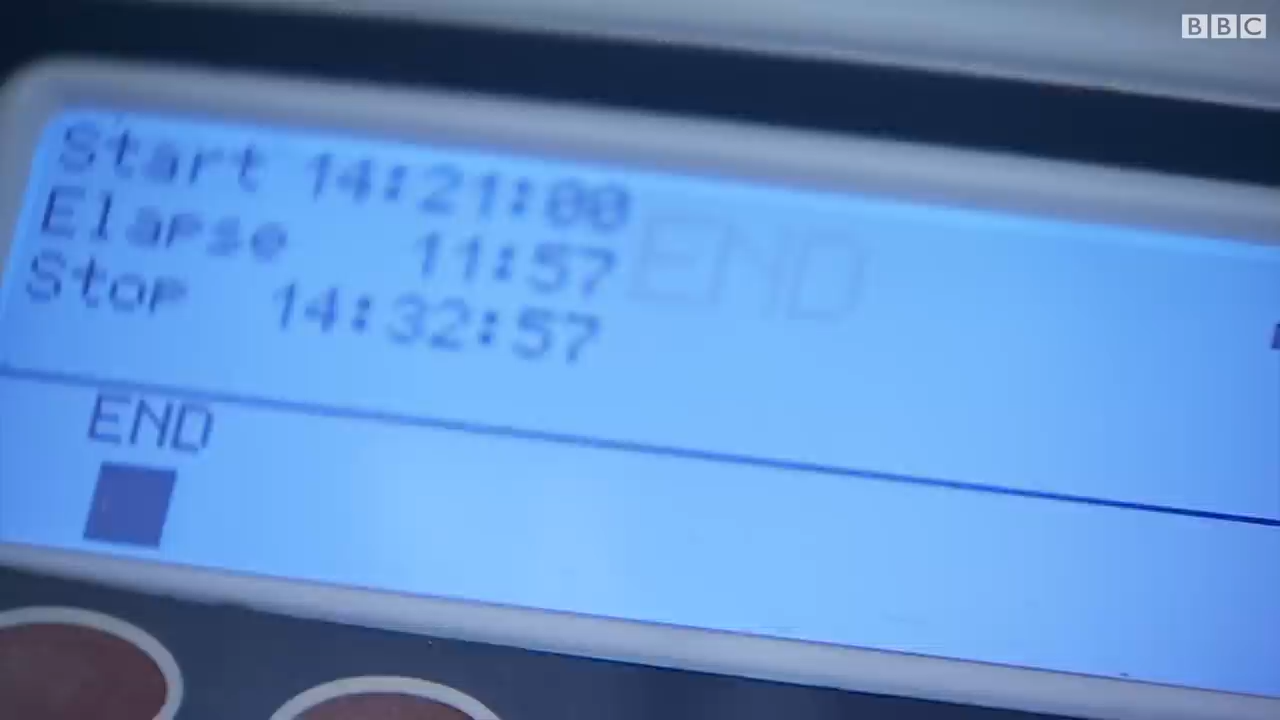 BBC
Start 14:21:00
Elapse 11:57
END
Stop 14:32:57
END